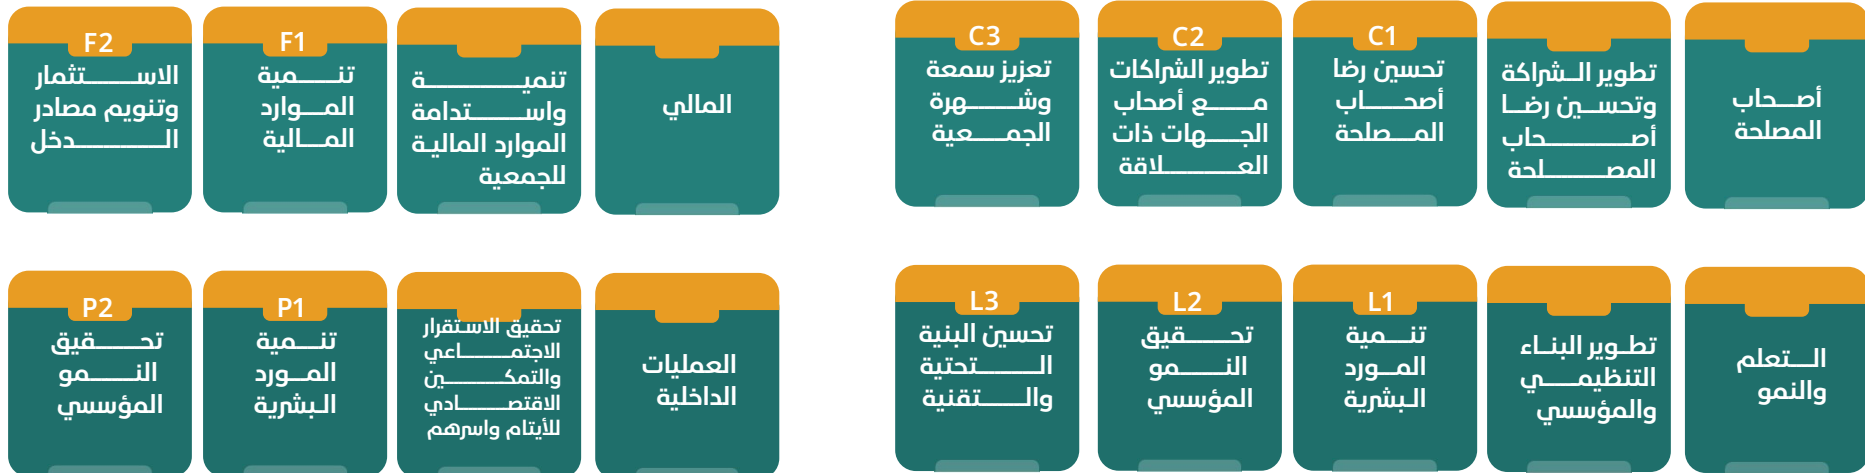 أصحاب
المصلحة
تطوير الشراكة
وتحسين رضا
أصحاب
المصلحة
C1
تحسين رضا
أصحاب
المصلحة
C2
تطوير الشراكات
مع أصحاب
الجهات ذات
العلاقة
C3
تعزيز سمعة
وشهرة
الجمعية
المالي
تنمية
واستدامة
الموارد المالية
للجمعية
F1
تنمية
الموارد
المالية
F2
الاستثمار
وتنويم مصادر
الدخل
التعلم
والنمو
تطوير البناء
التنظيمي
والمؤسسي
L1
تنمية
المورد
البشرية
L2
تحقيق
النمو
المؤسسي
L3
تحسين البنية
التحتية
والتقنية
العمليات
الداخلية
تحقيق الاستقرار
الاجتماعي
والتمكين
الاقتصادي
للأيتام واسرهم
P1
تنمية
المورد
البشرية
P2
تحقيق
النمو
المؤسسي